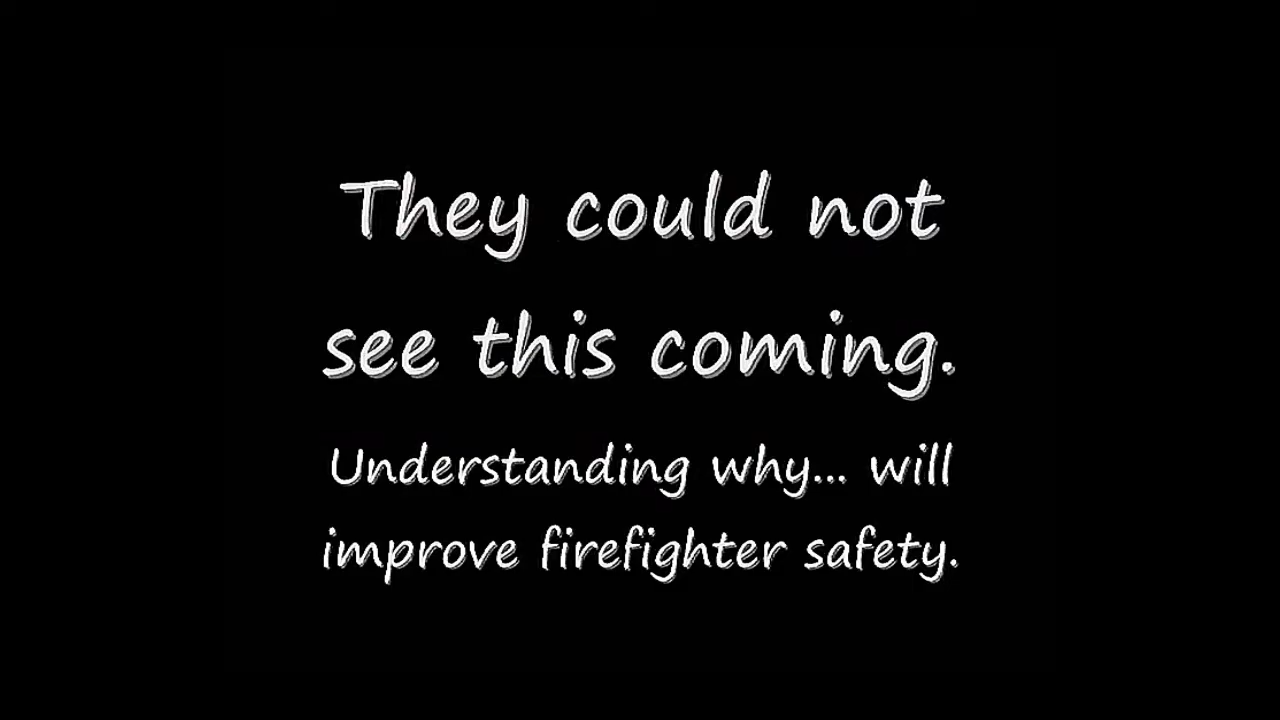 They could not
see this coming.
Understanding why... will
improve firefighter safety.